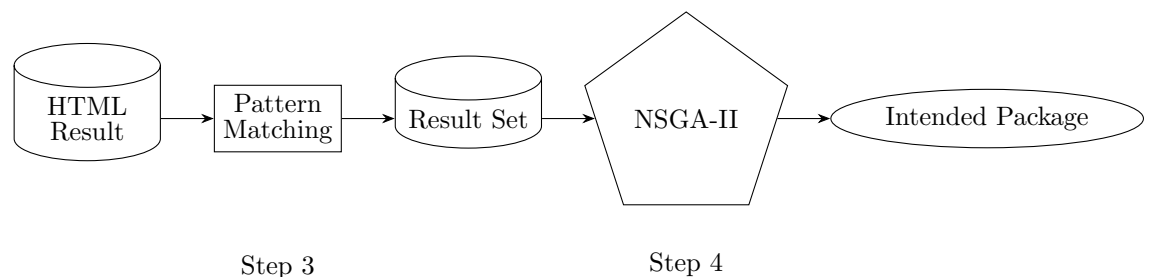 HTML
Result
Pattern
Matching
Result Set
NSGA-II
Intended Package
Step 3
Step 4